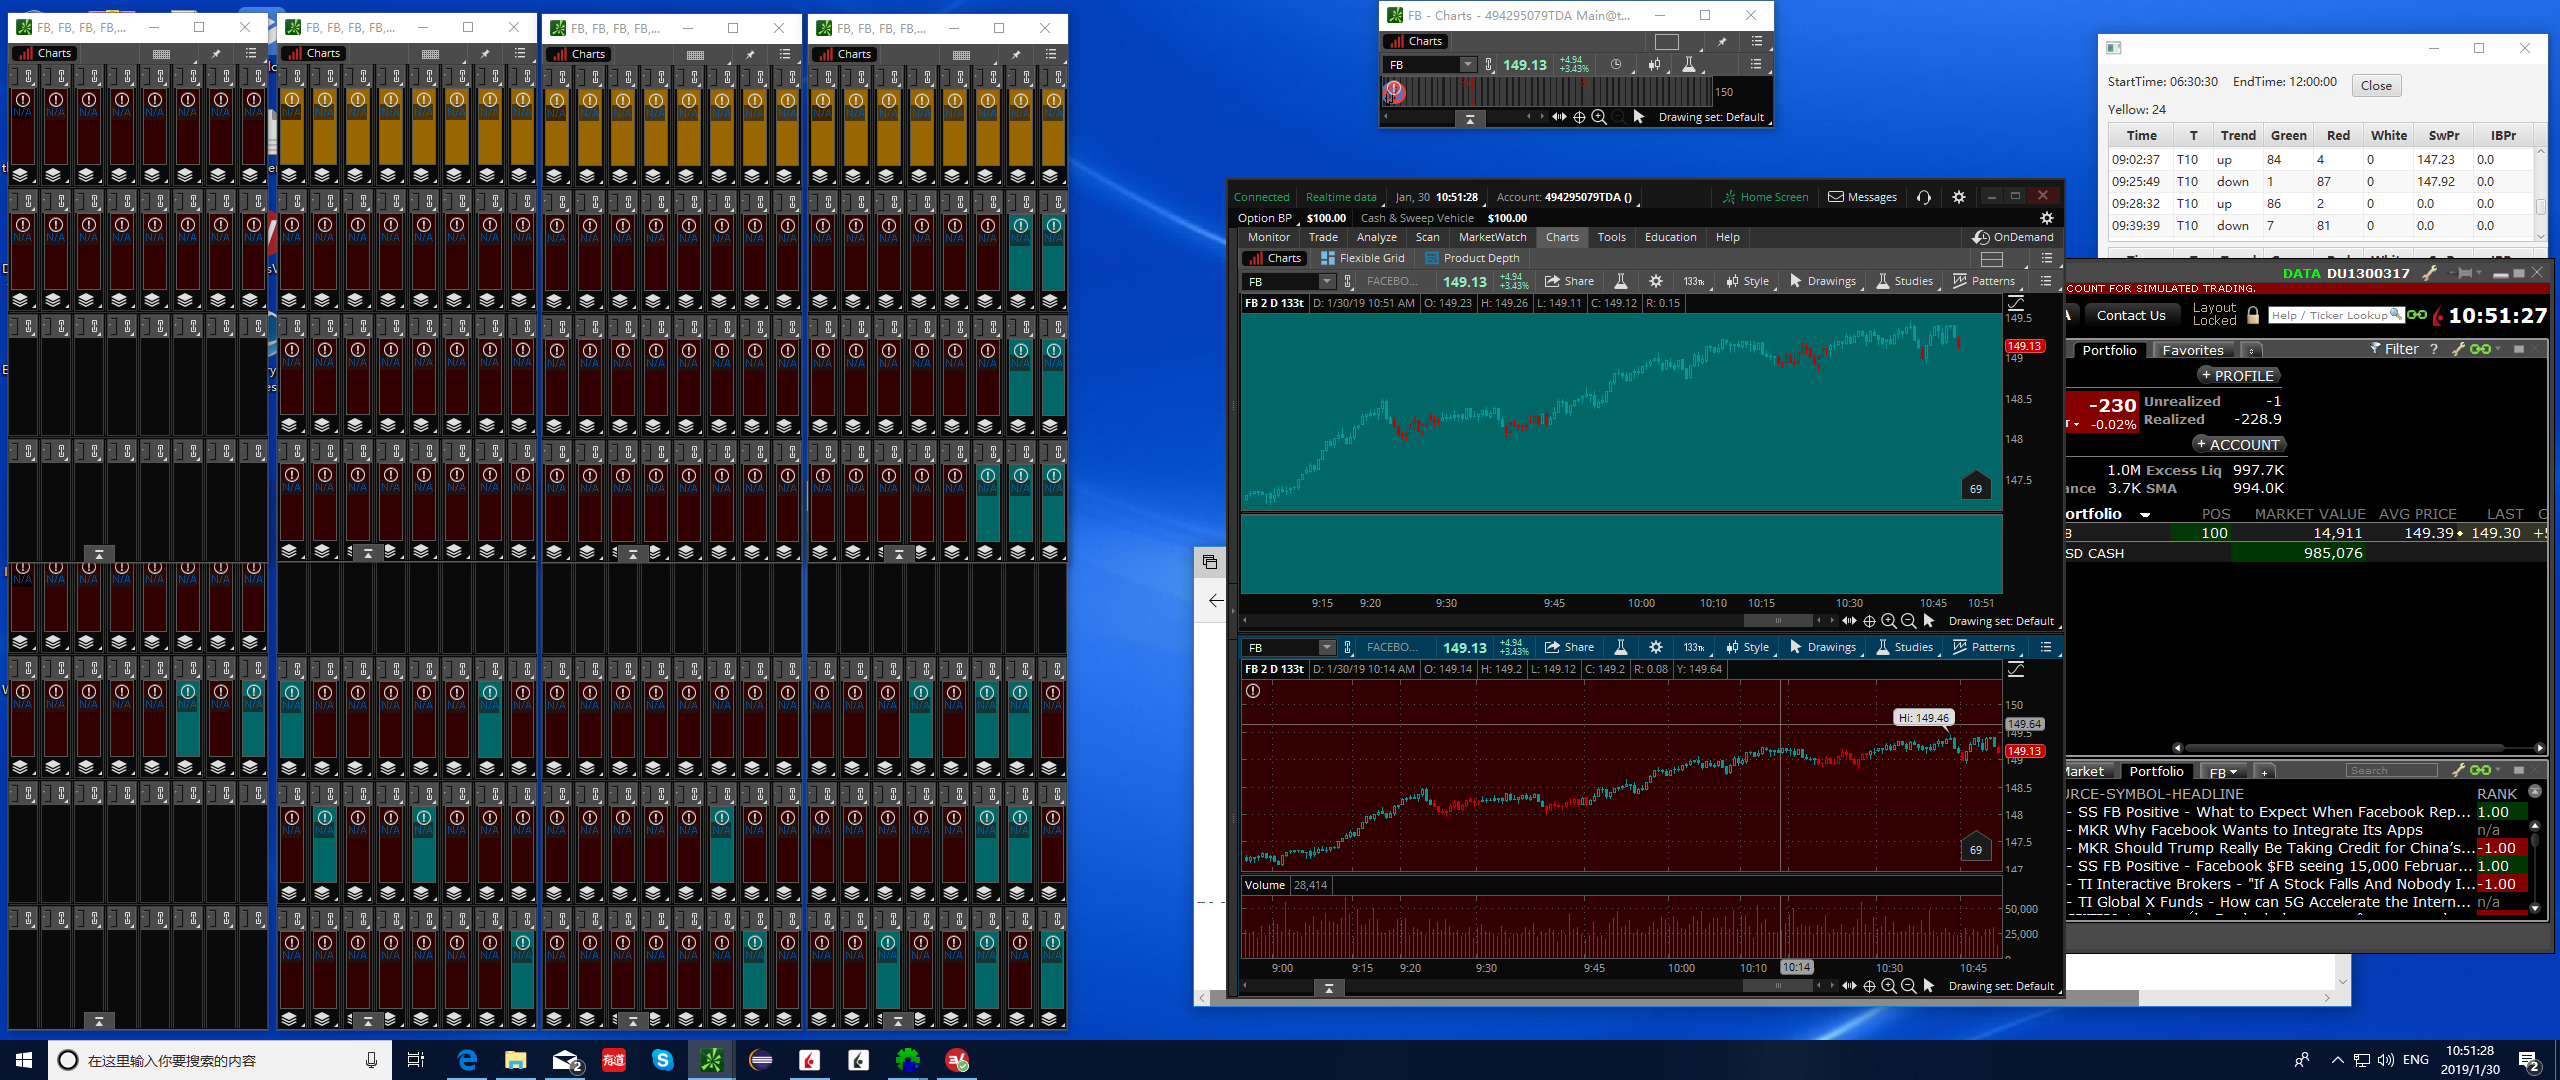 FB, FB, FB, FB,...
Charts
FB, FB, FB, FB,...
Charts
FB, FB, FB, FB,...
Charts
FB, FB, FB, FB,...
Charts
N/A
FB - Charts - 494295079TDA Main@t...
Charts
FB
149.13
+4.94
+3.43%
150
Drawing set: Default
StartTime: 06:30:30 EndTime: 12:00:00 Close
Yellow: 24
Time T Trend Green Red White SwPr IBPr
09:02:37 T10 up 84 4 0 147.23 0.0
09:25:49 T10 down 1 87 0 147.92 0.0
09:28:32 T10 up 86 2 0 0.0 0.0
09:39:39 T10 down 7 81 0 0.0 0.0
Connected Realtime data Jan, 30 10:51:28 Account: 494295079TDA () Home Screen Messages
Option BP $100.00 Cash & Sweep Vehicle $100.00
Monitor Trade Analyze Scan MarketWatch Charts Tools Education Help OnDemand
Charts Flexible Grid Product Depth
FB FACEBO... 149.13 +4.94 +3.43% Share 133tk Style Drawings Studies Patterns
FB 2 D 133t D: 1/30/19 10:51 AM O: 149.23 H: 149.26 L: 149.11 C: 149.12 R: 0.15
149.5
149.13
149
148.5
148
147.5
69
9:15 9:20 9:30 9:45 10:00 10:10 10:15 10:30 10:45 10:51
Drawing set: Default
FB FACEBO... 149.13 +4.94 +3.43% Share 133tk Style Drawings Studies Patterns
FB 2 D 133t D: 1/30/19 10:14 AM O: 149.14 H: 149.2 L: 149.12 C: 149.2 R: 0.08 Y: 149.64
150
Hi: 149.46
149.64
149.5
149.13
149
148.5
148
147.5
147
69
Volume 28,414
50,000
25,000
0
9:00 9:15 9:20 9:30 9:45 10:00 10:10 10:14 10:30 10:45
Drawing set: Default
DATA DU1300317
COUNT FOR SIMULATED TRADING.
A Contact Us Layout Locked Help / Ticker Lookup 10:51:27
Portfolio Favorites Filter ?
+ PROFILE
-230 Unrealized -1
-0.02% Realized -228.9
+ ACCOUNT
1.0M Excess Liq 997.7K
ance 3.7K SMA 994.0K
ortfolio POS MARKET VALUE AVG PRICE LAST C
B 100 14,911 149.39 149.30 +5
SD CASH 985,076
Market Portfolio FB + Search
URCE-SYMBOL-HEADLINE RANK
- SS FB Positive - What to Expect When Facebook Rep... 1.00
- MKR Why Facebook Wants to Integrate Its Apps n/a
- MKR Should Trump Really Be Taking Credit for China's... -1.00
- SS FB Positive - Facebook $FB seeing 15,000 Februar... 1.00
- TI Interactive Brokers - "If A Stock Falls And Nobody I... -1.00
- TI Global X Funds - How can 5G Accelerate the Intern... n/a
在这里输入你要搜索的内容
2
有道
ENG
10:51:28
2019/1/30
2